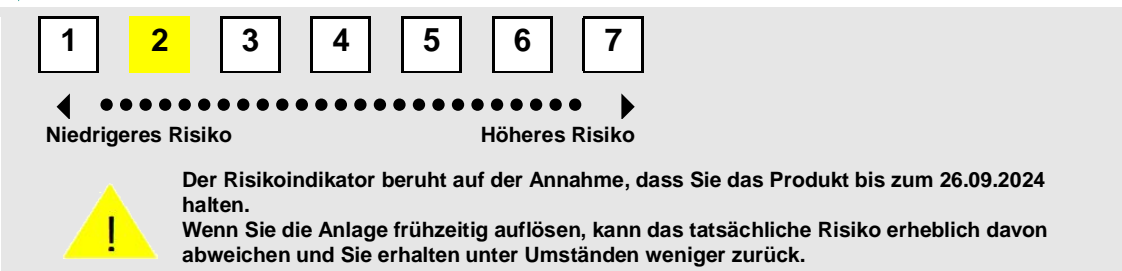 1 2 3 4 5 6 7
Niedrigeres Risiko Höheres Risiko
Der Risikoindikator beruht auf der Annahme, dass Sie das Produkt bis zum 26.09.2024
halten.
Wenn Sie die Anlage frühzeitig auflösen, kann das tatsächliche Risiko erheblich davon
abweichen und Sie erhalten unter Umständen weniger zurück.
!